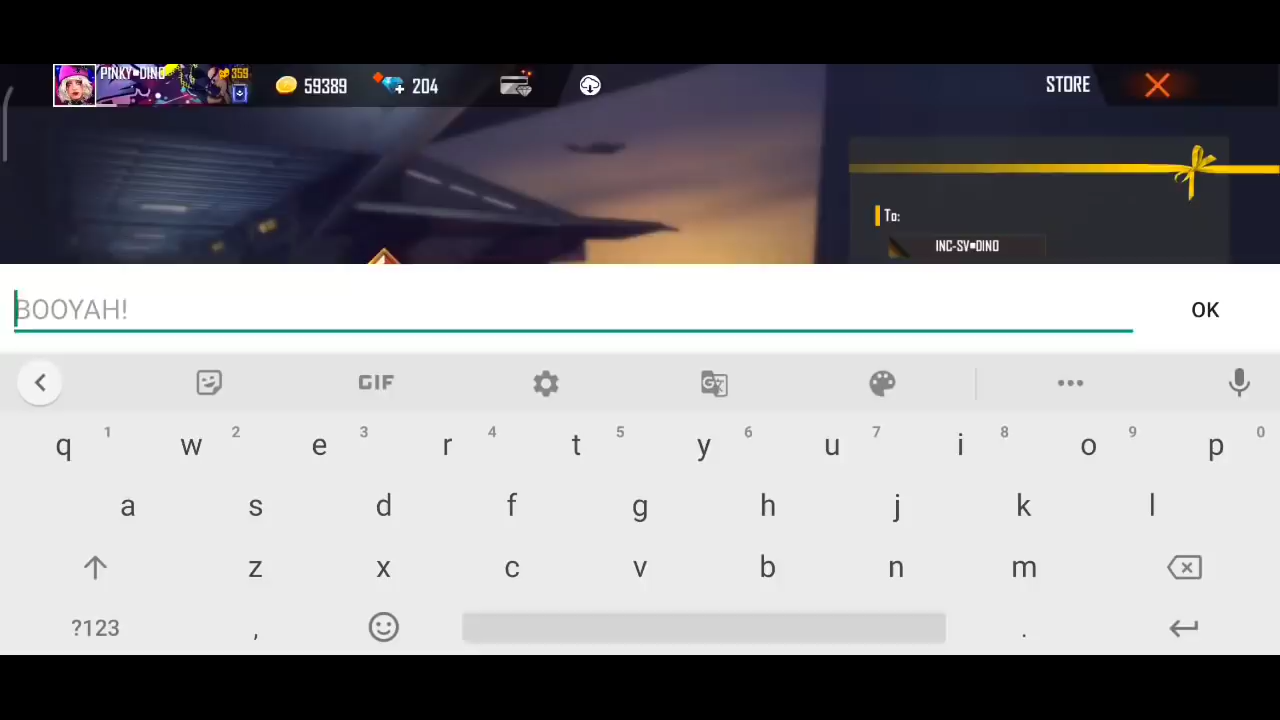 PINKY▪DINO
359
59389
204
STORE
To:
INC-SV▪DINO
BOOYAH!
OK
GIF
q 1 w 2 e 3 r 4 t 5 y 6 u 7 i 8 o 9 p 0
a s d f g h j k l
z x c v b n m
?123 , .